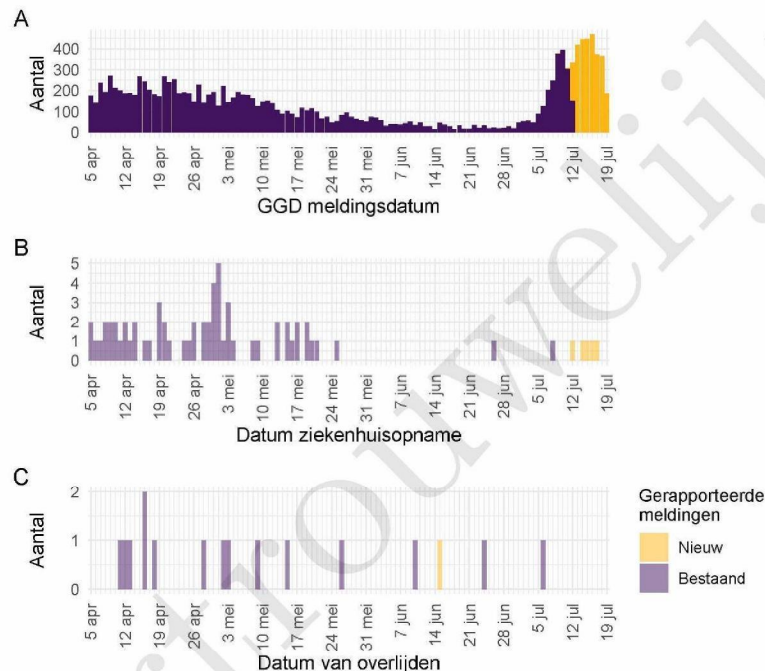 A
Aantal
400
300
200
100
0
5 apr
12 apr
19 apr
26 apr
3 mei
10 mei
17 mei
24 mei
31 mei
7 jun
14 jun
21 jun
28 jun
5 jul
12 jul
19 jul
GGD meldingsdatum
B
Aantal
5
4
3
2
1
0
5 apr
12 apr
19 apr
26 apr
3 mei
10 mei
17 mei
24 mei
31 mei
7 jun
14 jun
21 jun
28 jun
5 jul
12 jul
19 jul
Datum ziekenhuisopname
C
Aantal
2
1
0
5 apr
12 apr
19 apr
26 apr
3 mei
10 mei
17 mei
24 mei
31 mei
7 jun
14 jun
21 jun
28 jun
5 jul
12 jul
19 jul
Datum van overlijden
Gerapporteerde
meldingen
Nieuw
Bestaand
trouwelij